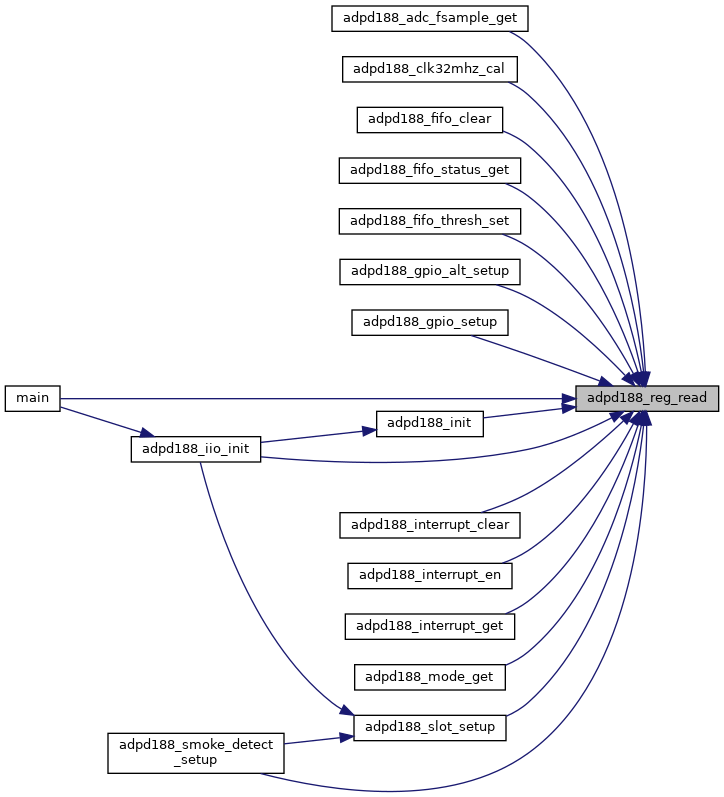 adpd188_adc_fsample_get
adpd188_clk32mhz_cal
adpd188_fifo_clear
adpd188_fifo_status_get
adpd188_fifo_thresh_set
adpd188_gpio_alt_setup
adpd188_gpio_setup
main
adpd188_reg_read
adpd188_init
adpd188_iio_init
adpd188_interrupt_clear
adpd188_interrupt_en
adpd188_interrupt_get
adpd188_mode_get
adpd188_slot_setup
adpd188_smoke_detect
_setup